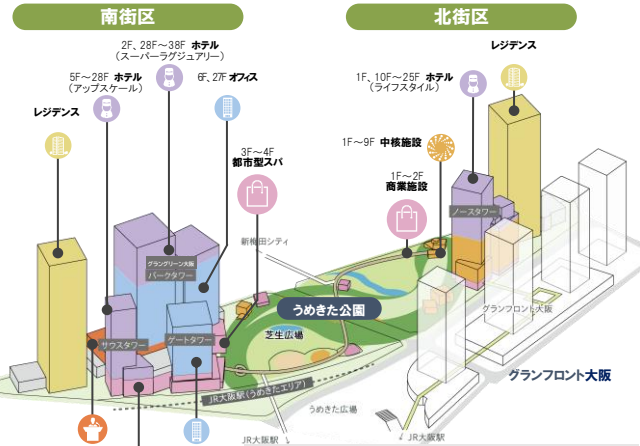 南街区
北街区
2F、28F～38F ホテル
(スーパーラグジュアリー)
5F～28F ホテル
(アップスケール)
6F、27F オフィス
レジデンス
3F～4F
都市型スパ
レジデンス
1F、10F～25F ホテル
(ライフスタイル)
1F～9F 中核施設
1F～2F
商業施設
ノースタワー
新梅田シティ
グラングリーン大阪
パークタワー
うめきた公園
芝生広場
サウスタワー
ゲートタワー
グランフロント大阪
グランフロント大阪
JR大阪駅(うめきたエリア)
うめきた広場
JR大阪駅
JR大阪駅